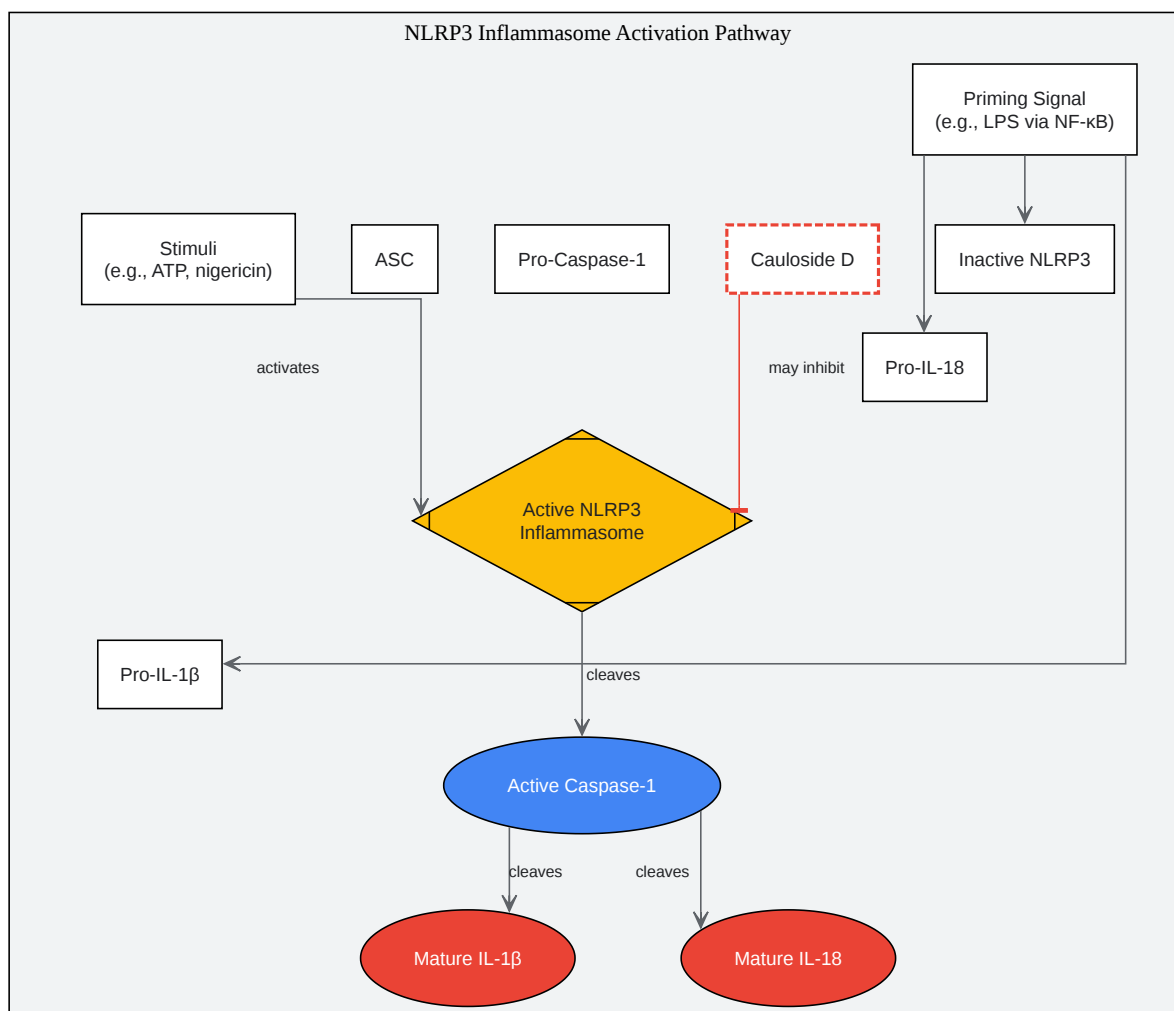 NLRP3 Inflammasome Activation Pathway
Priming Signal
(e.g., LPS via NF-κB)
Stimuli
(e.g., ATP, nigericin)
ASC
Pro-Caspase-1
Cauloside D
Inactive NLRP3
activates
may inhibit
Pro-IL-18
Active NLRP3
Inflammasome
Pro-IL-1β
cleaves
Active Caspase-1
cleaves
cleaves
Mature IL-1β
Mature IL-18